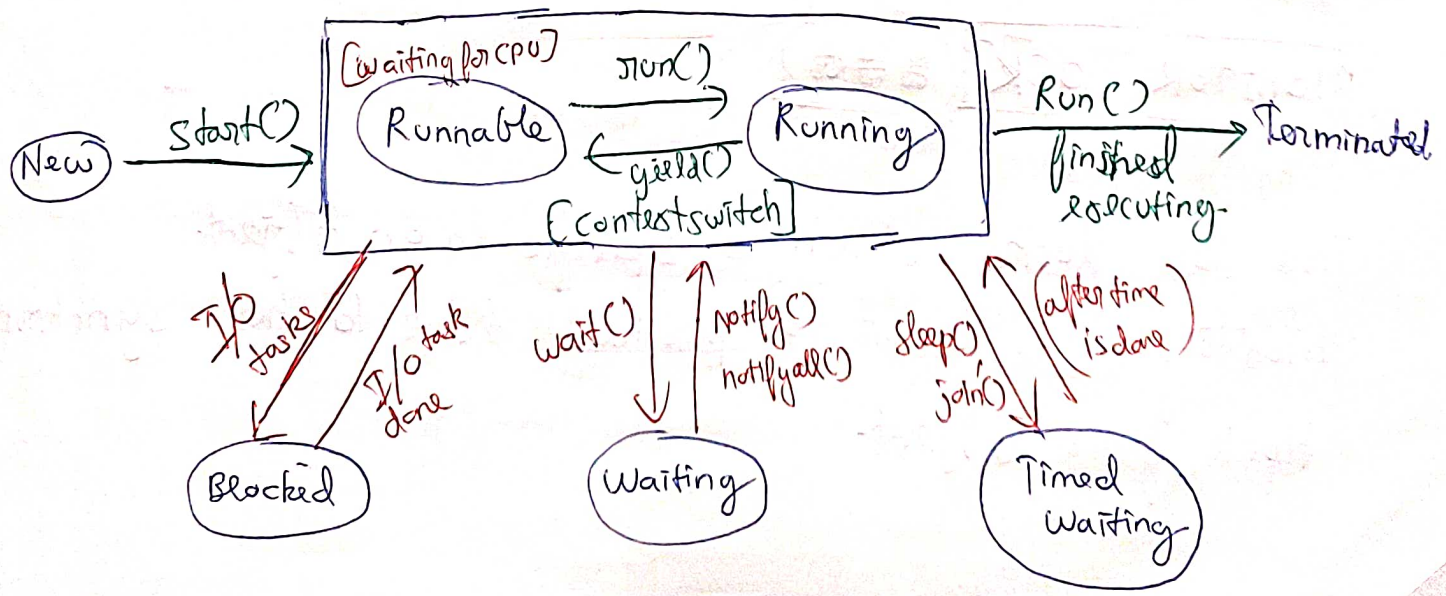 [waiting for CPU]
run()
Run()
start()
Runnable
Running
Terminated
New
yield()
finished
executing.
[contextswitch]
I/O
tasks
I/O task
done
wait()
notify()
notifyall()
sleep(),
join()
(after time
is done)
Blocked
Waiting
Timed
Waiting